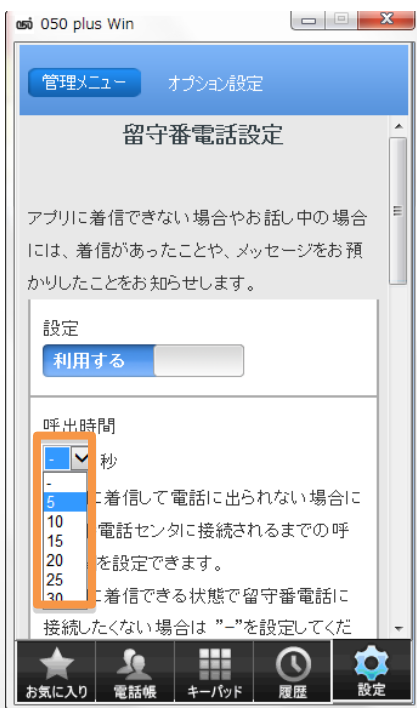 050 plus Win
管理メニュー オプション設定
留守番電話設定
アプリに着信できない場合やお話し中の場合
には、着信があったことや、メッセージをお預
かりしたことをお知らせします。
設定
利用する
呼出時間
- 秒
-
5
10
15
20
25
30
に着信して電話に出られない場合に
電話センタに接続されるまでの呼
を設定できます。
に着信できる状態で留守番電話に
接続したくない場合は "-"を設定してくだ
お気に入り 電話帳 キーパッド 履歴 設定